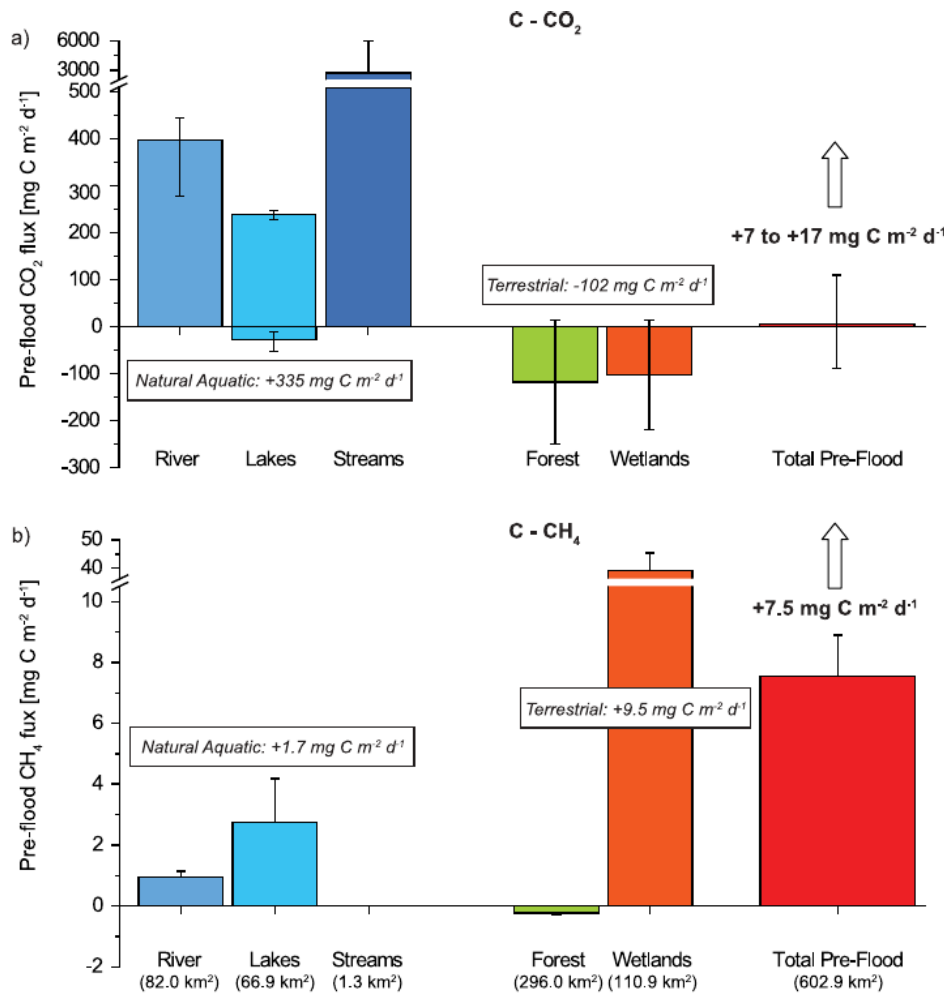 C - CO₂
a)
6000
3000
500
400
300
200
100
0
-100
-200
-300
Pre-flood CO₂ flux [mg C m⁻² d⁻¹]
+7 to +17 mg C m⁻² d⁻¹
Terrestrial: -102 mg C m⁻² d⁻¹
Natural Aquatic: +335 mg C m⁻² d⁻¹
River Lakes Streams Forest Wetlands Total Pre-Flood
C - CH₄
b)
50
40
10
8
6
4
2
0
-2
Pre-flood CH₄ fux [mg C m⁻² d⁻¹]
+7.5 mg C m⁻² d⁻¹
Terrestrial: +9.5 mg C m⁻² d⁻¹
Natural Aquatic: +1.7 mg C m⁻² d⁻¹
River Lakes Streams Forest Wetlands Total Pre-Flood
(82.0 km²) (66.9 km²) (1.3 km²) (296.0 km²) (110.9 km²) (602.9 km²)